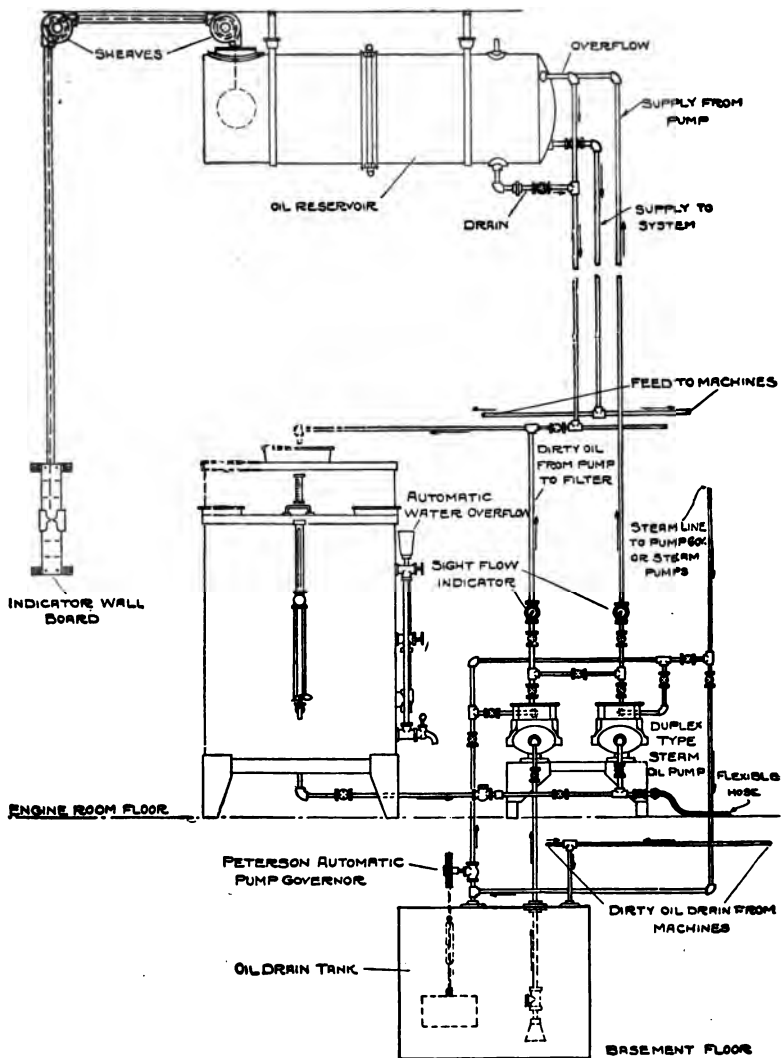 SHEAVES
OVERFLOW
SUPPLY FROM
PUMP
OIL RESERVOIR
DRAIN
SUPPLY TO
SYSTEM
FEED TO MACHINES
DIRTY OIL
FROM PUMP
TO FILTER
AUTOMATIC
WATER OVERFLOW
STEAM LINE
TO PUMP GOV.
OR STEAM
PUMPS
SIGHT FLOW
INDICATOR
INDICATOR WALL
BOARD
DUPLEX
TYPE
STEAM
OIL PUMP
FLEXIBLE
HOSE
ENGINE ROOM FLOOR
PETERSON AUTOMATIC
PUMP GOVERNOR
DIRTY OIL DRAIN FROM
MACHINES
OIL DRAIN TANK
BASEMENT FLOOR